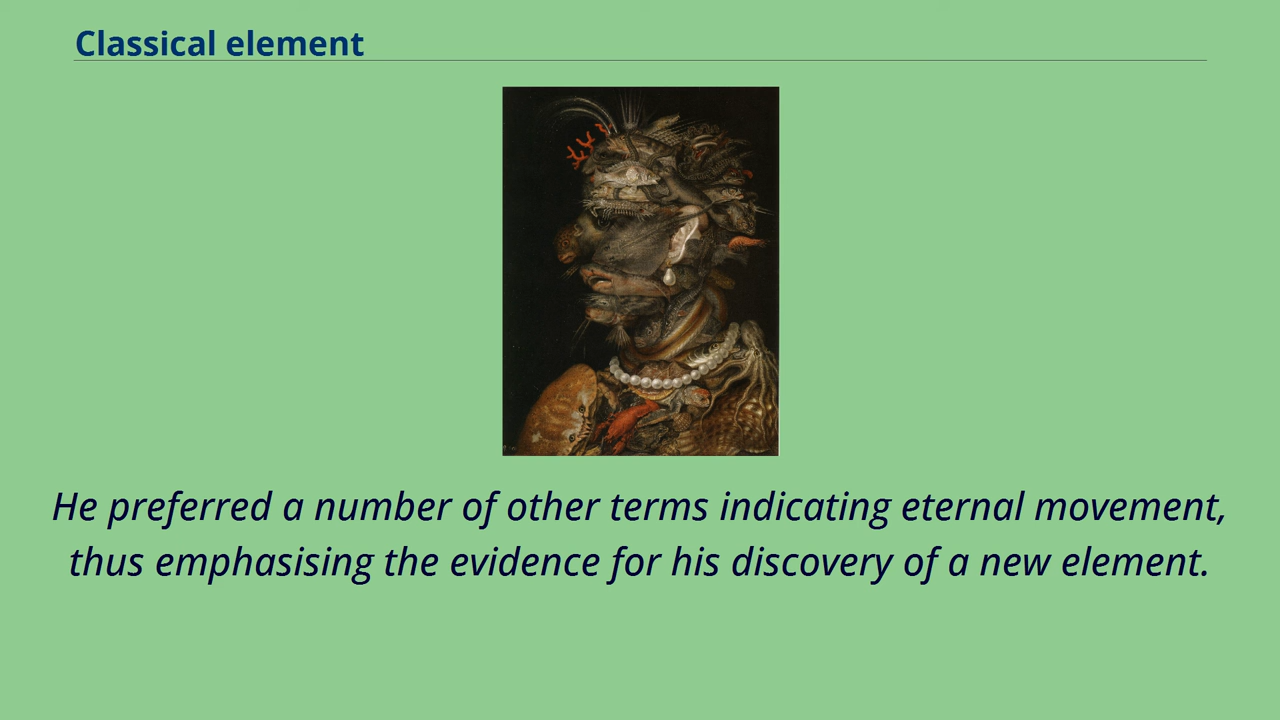 Classical element
He preferred a number of other terms indicating eternal movement,
thus emphasising the evidence for his discovery of a new element.